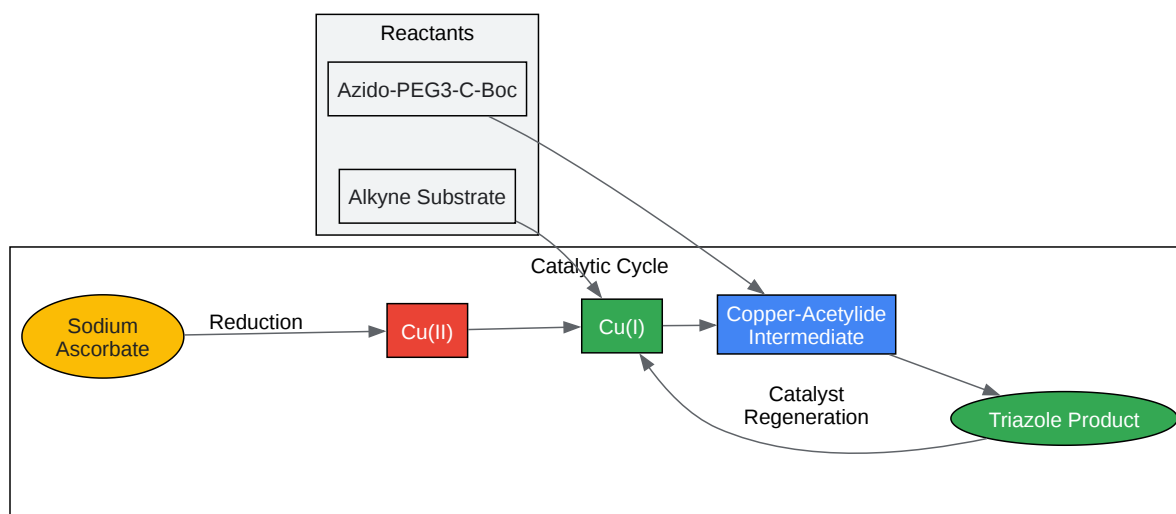 Reactants
Azido-PEG3-C-Boc
Alkyne Substrate
Catalytic Cycle
Sodium
Ascorbate
Reduction
Cu(II)
Cu(I)
Copper-Acetylide
Intermediate
Catalyst
Regeneration
Triazole Product